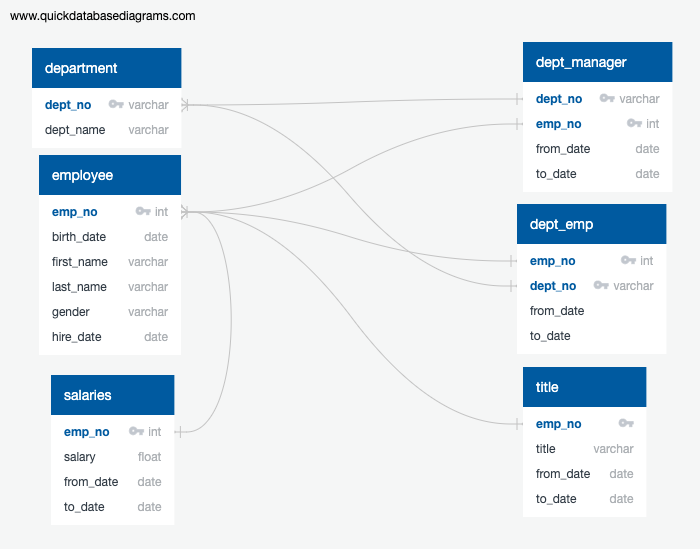 www.quickdatabasediagrams.com
department
dept_no varchar
dept_name varchar
employee
emp_no int
birth_date date
first_name varchar
last_name varchar
gender varchar
hire_date date
salaries
emp_no int
salary float
from_date date
to_date date
dept_manager
dept_no varchar
emp_no int
from_date date
to_date date
dept_emp
emp_no int
dept_no varchar
from_date
to_date
title
emp_no
title varchar
from_date date
to_date date